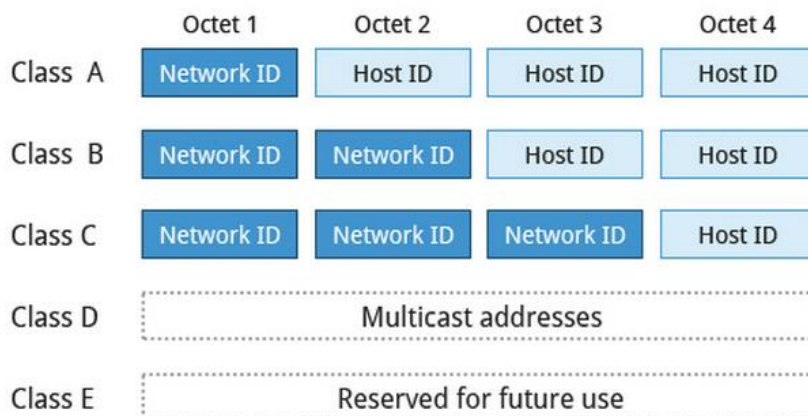 Octet 1 Octet 2 Octet 3 Octet 4
Class A Network ID Host ID Host ID Host ID
Class B Network ID Network ID Host ID Host ID
Class C Network ID Network ID Network ID Host ID
Class D Multicast addresses
Class E Reserved for future use